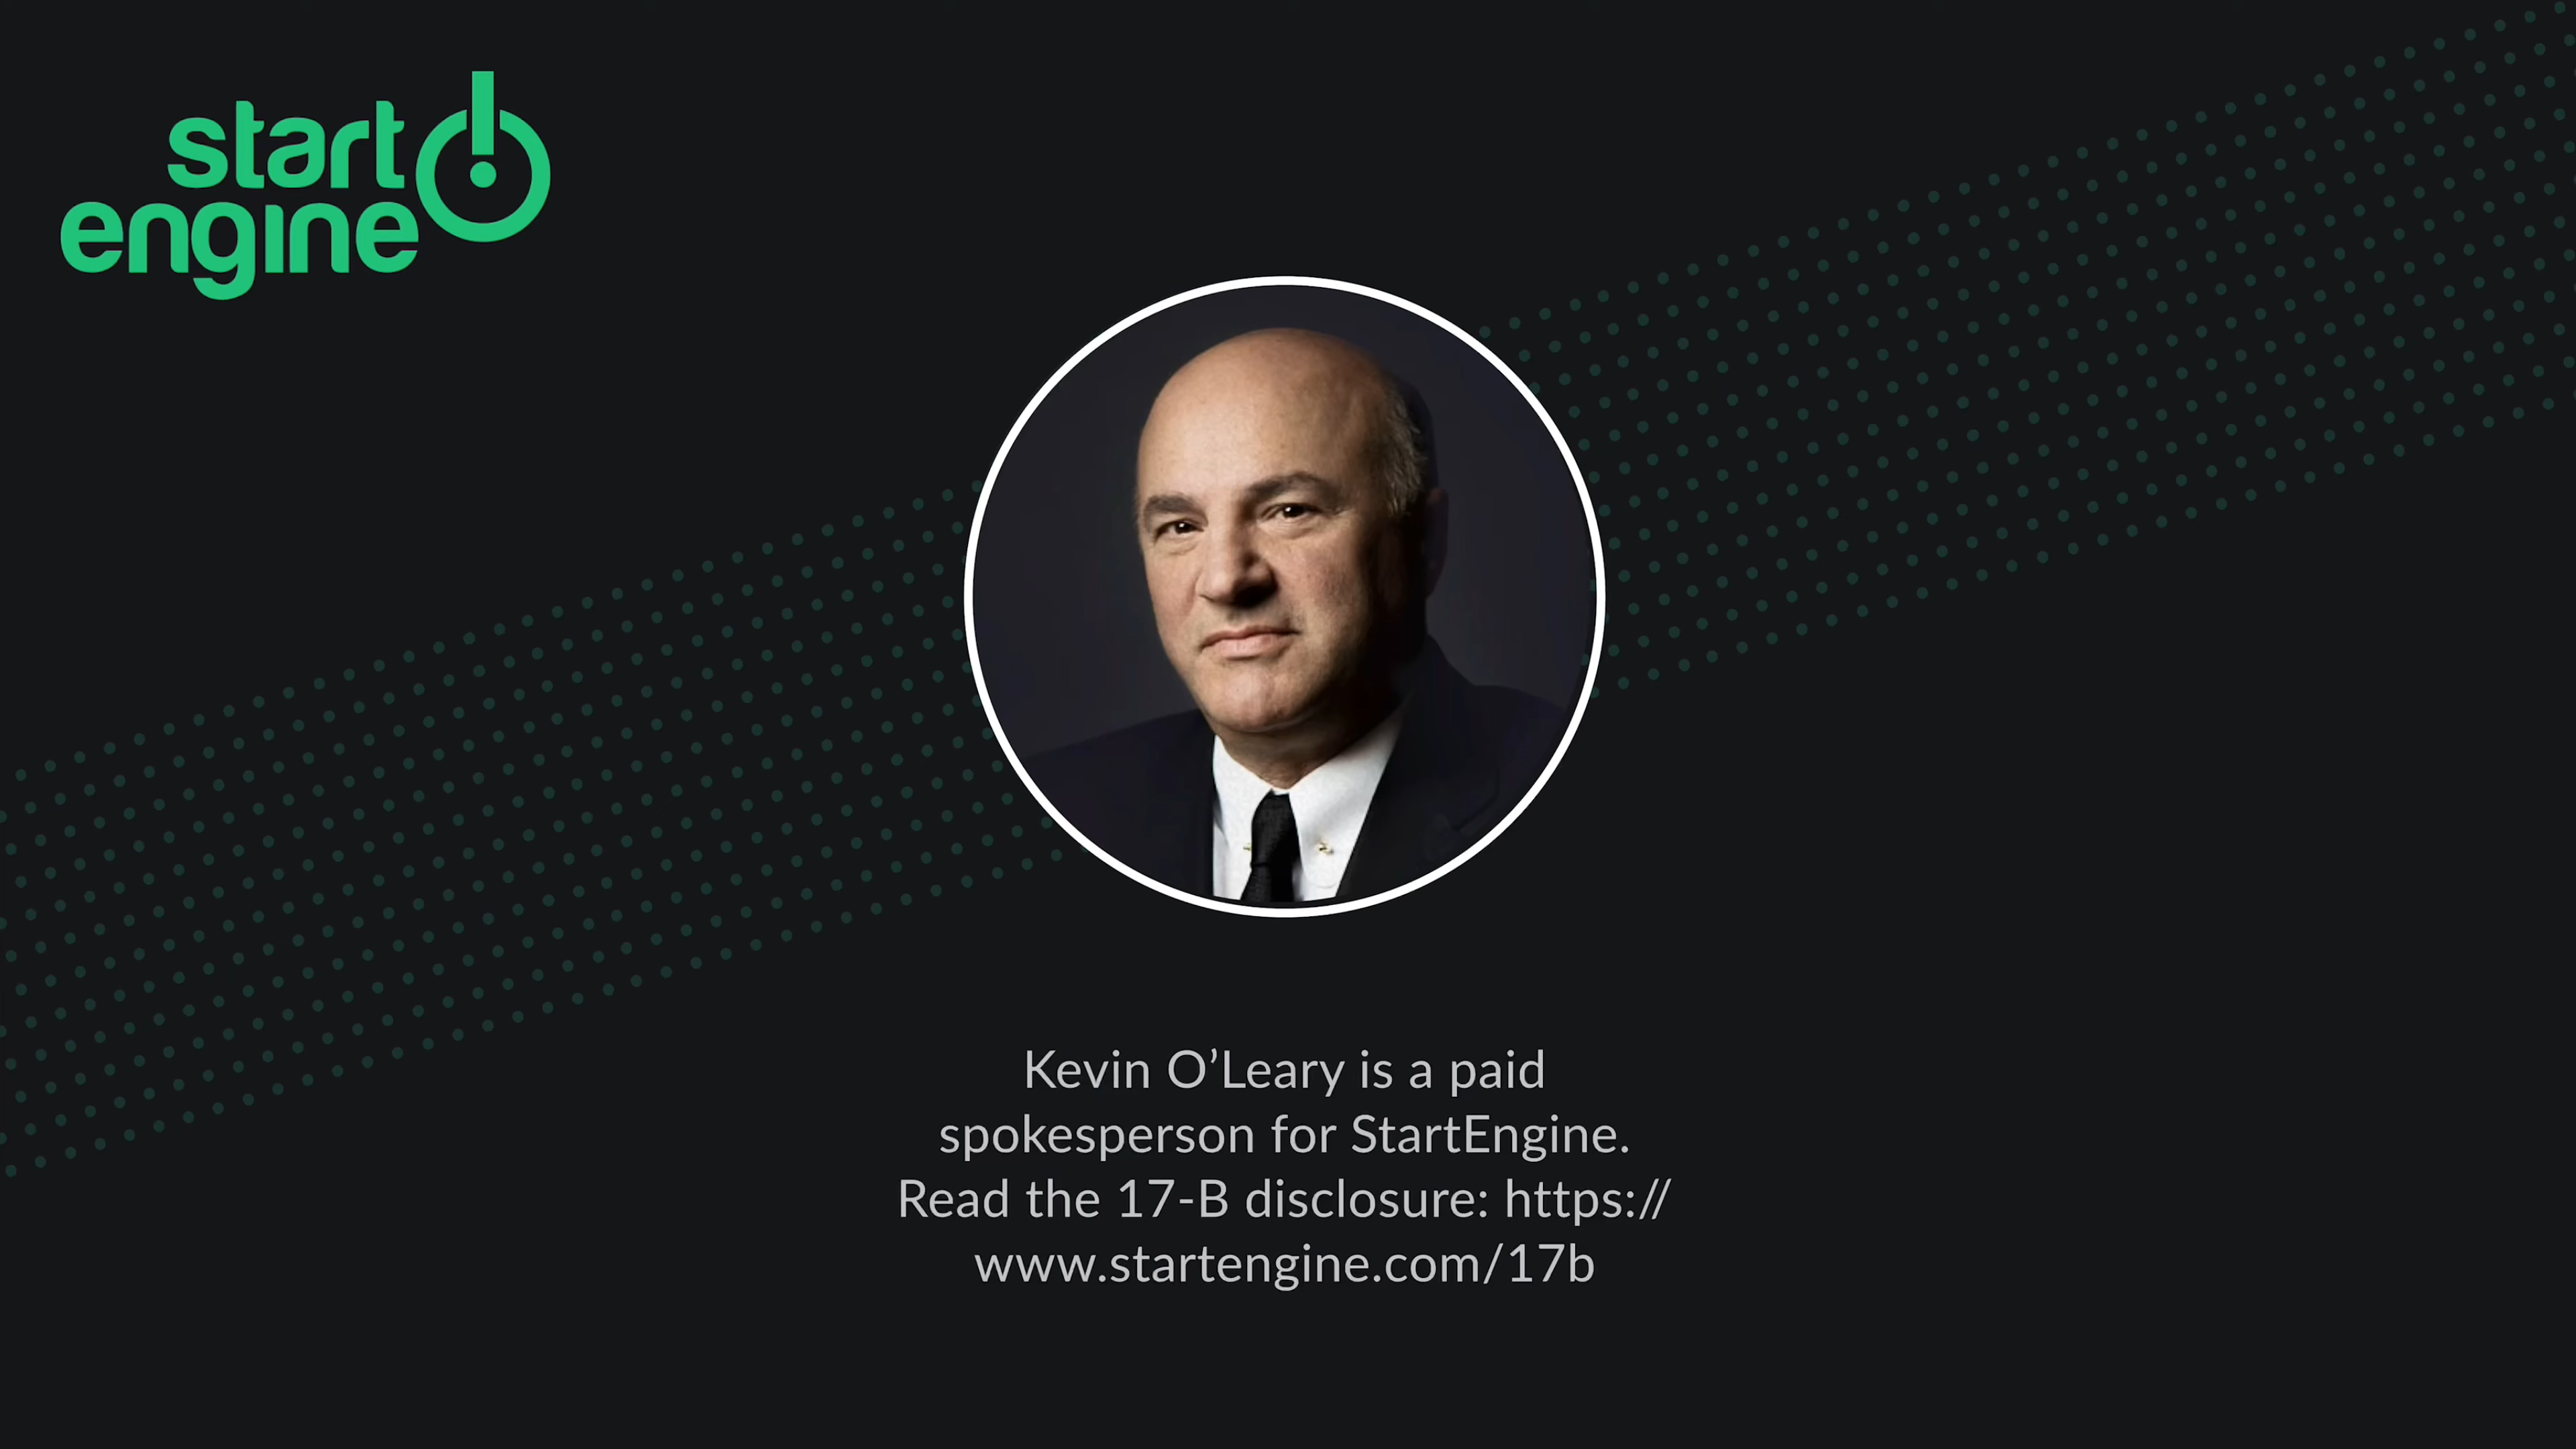 start
engine
Kevin O’Leary is a paid
spokesperson for StartEngine.
Read the 17-B disclosure: https://
www.startengine.com/17b